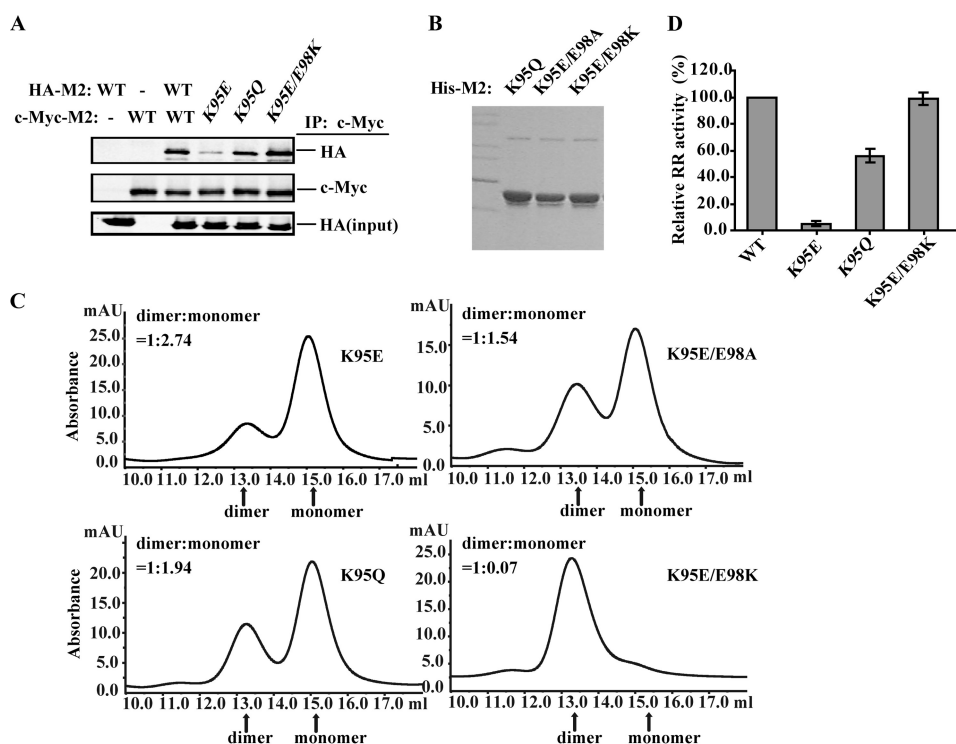 A
HA-M2: WT - WT
c-Myc-M2: - WT WT K95E K95Q K95E/E98K
IP: c-Myc
HA
c-Myc
HA(input)
B
His-M2: K95Q K95E/E98A K95E/E98K
D
Relative RR activity (%)
120.0
100.0
80.0
60.0
40.0
20.0
0.0
WT K95E K95Q K95E/E98K
C
mAU
dimer:monomer
=1:2.74
K95E
Absorbance
25.0
20.0
15.0
10.0
5.0
0.0
10.0 11.0 12.0 13.0 14.0 15.0 16.0 17.0 ml
dimer monomer
mAU
dimer:monomer
=1:1.54
K95E/E98A
15.0
10.0
5.0
0.0
10.0 11.0 12.0 13.0 14.0 15.0 16.0 17.0 ml
dimer monomer
mAU
dimer:monomer
=1:1.94
K95Q
Absorbance
20.0
15.0
10.0
5.0
0.0
10.0 11.0 12.0 13.0 14.0 15.0 16.0 17.0 ml
dimer monomer
mAU
dimer:monomer
=1:0.07
K95E/E98K
25.0
20.0
15.0
10.0
5.0
0.0
10.0 11.0 12.0 13.0 14.0 15.0 16.0 17.0 ml
dimer monomer